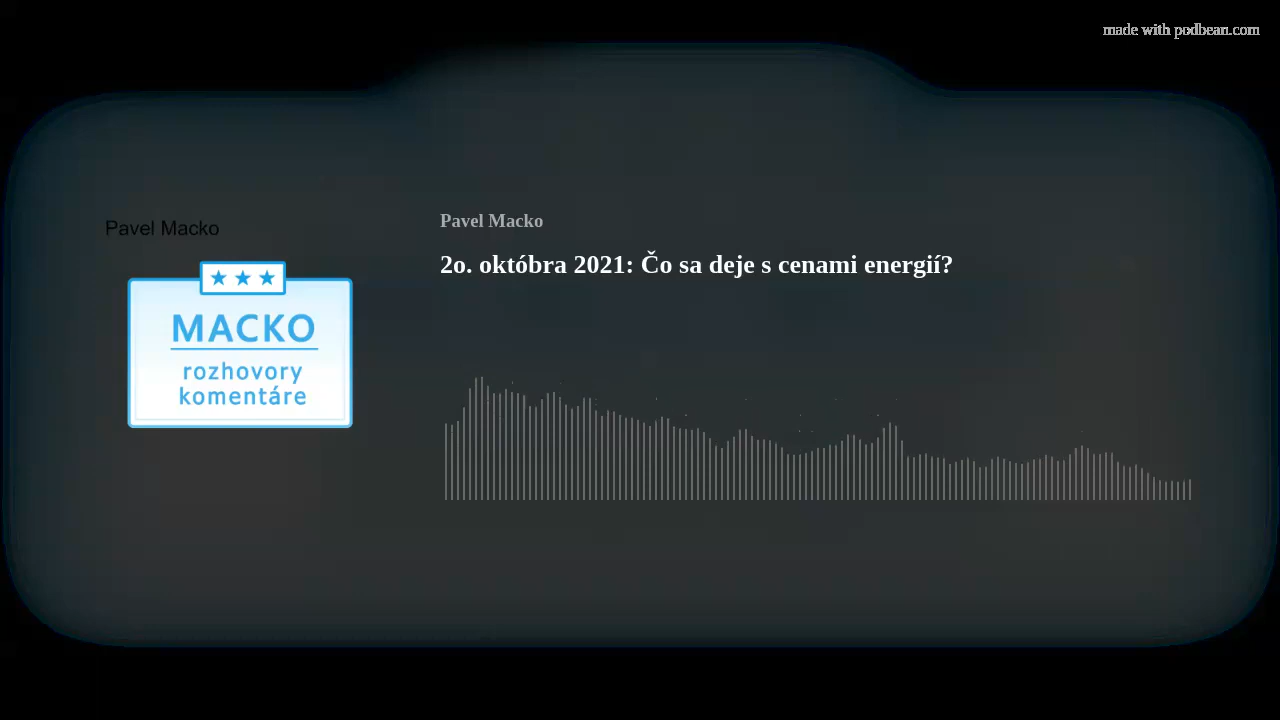 made with podbean.com
Pavel Macko
MACKO
rozhovory
komentáre
Pavel Macko
2o. októbra 2021: Čo sa deje s cenami energií?